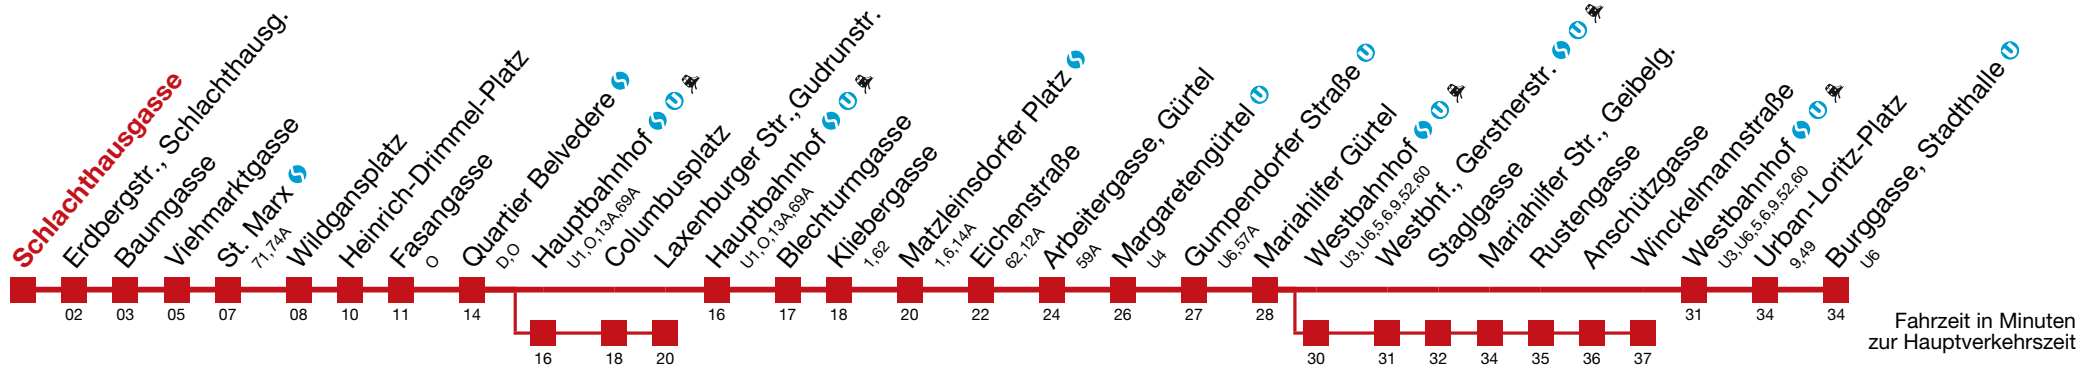 Schlachthausgasse
Erdbergstr., Schlachthausg.
02
Baumgasse
03
Viehmarktgasse
05
St. Marx
71,74A
07
Wildgansplatz
08
Heinrich-Drimmel-Platz
10
Fasangasse
O
11
Quartier Belvedere
D,O
14
Hauptbahnhof
U1,O,13A,69A
16
Columbusplatz
18
Laxenburger Str., Gudrunstr.
20
Hauptbahnhof
U1,O,13A,69A
16
Blechturmgasse
17
Kliebergasse
1,62
18
Matzleinsdorfer Platz
1,6,14A
20
Eichenstraße
62,12A
22
Arbeitergasse, Gürtel
59A
24
Margaretengürtel
U4
26
Gumpendorfer Straße
U6,57A
27
Mariahilfer Gürtel
28
Westbahnhof
U3, U6,5,6,9,52,60
30
Westbhf., Gerstnerstr.
31
Staglgasse
32
Mariahilfer Str., Geibelg.
34
Rustengasse
35
Anschützgasse
36
Winckelmannstraße
37
Westbahnhof
U3, U6,5,6,9,52,60
31
Urban-Loritz-Platz
9,49
34
Burggasse, Stadthalle
U6
34
Fahrzeit in Minuten
zur Hauptverkehrszeit